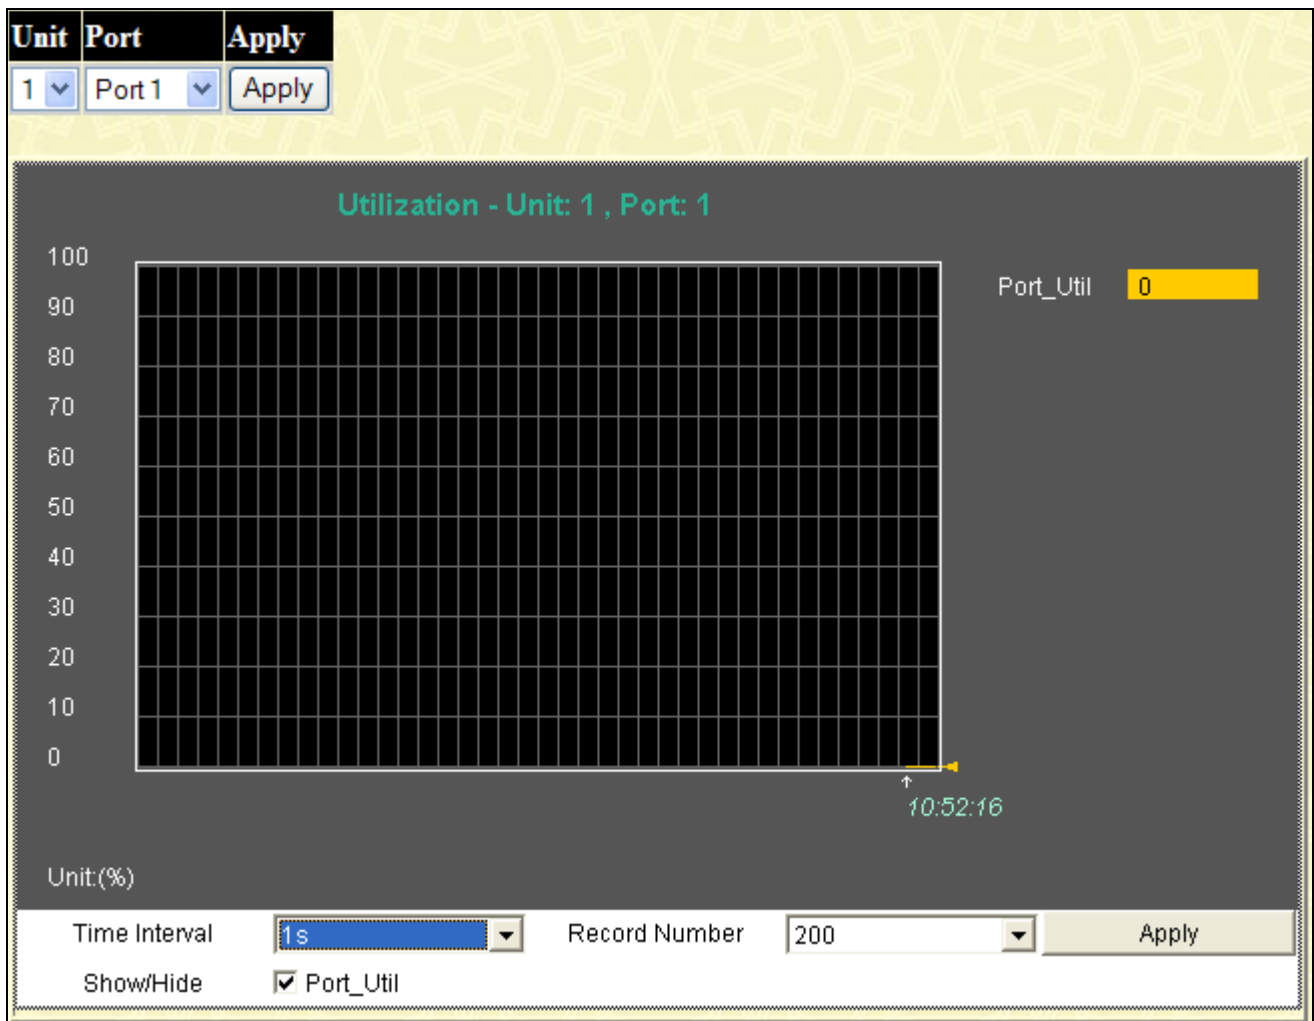 Unit Port Apply
1 Port 1 Apply
Utilization - Unit: 1 , Port: 1
100
Port_Util 0
90
80
70
60
50
40
30
20
10
0
10:52:16
Unit:(%)
Time Interval 1s Record Number 200 Apply
Show/Hide Port_Util